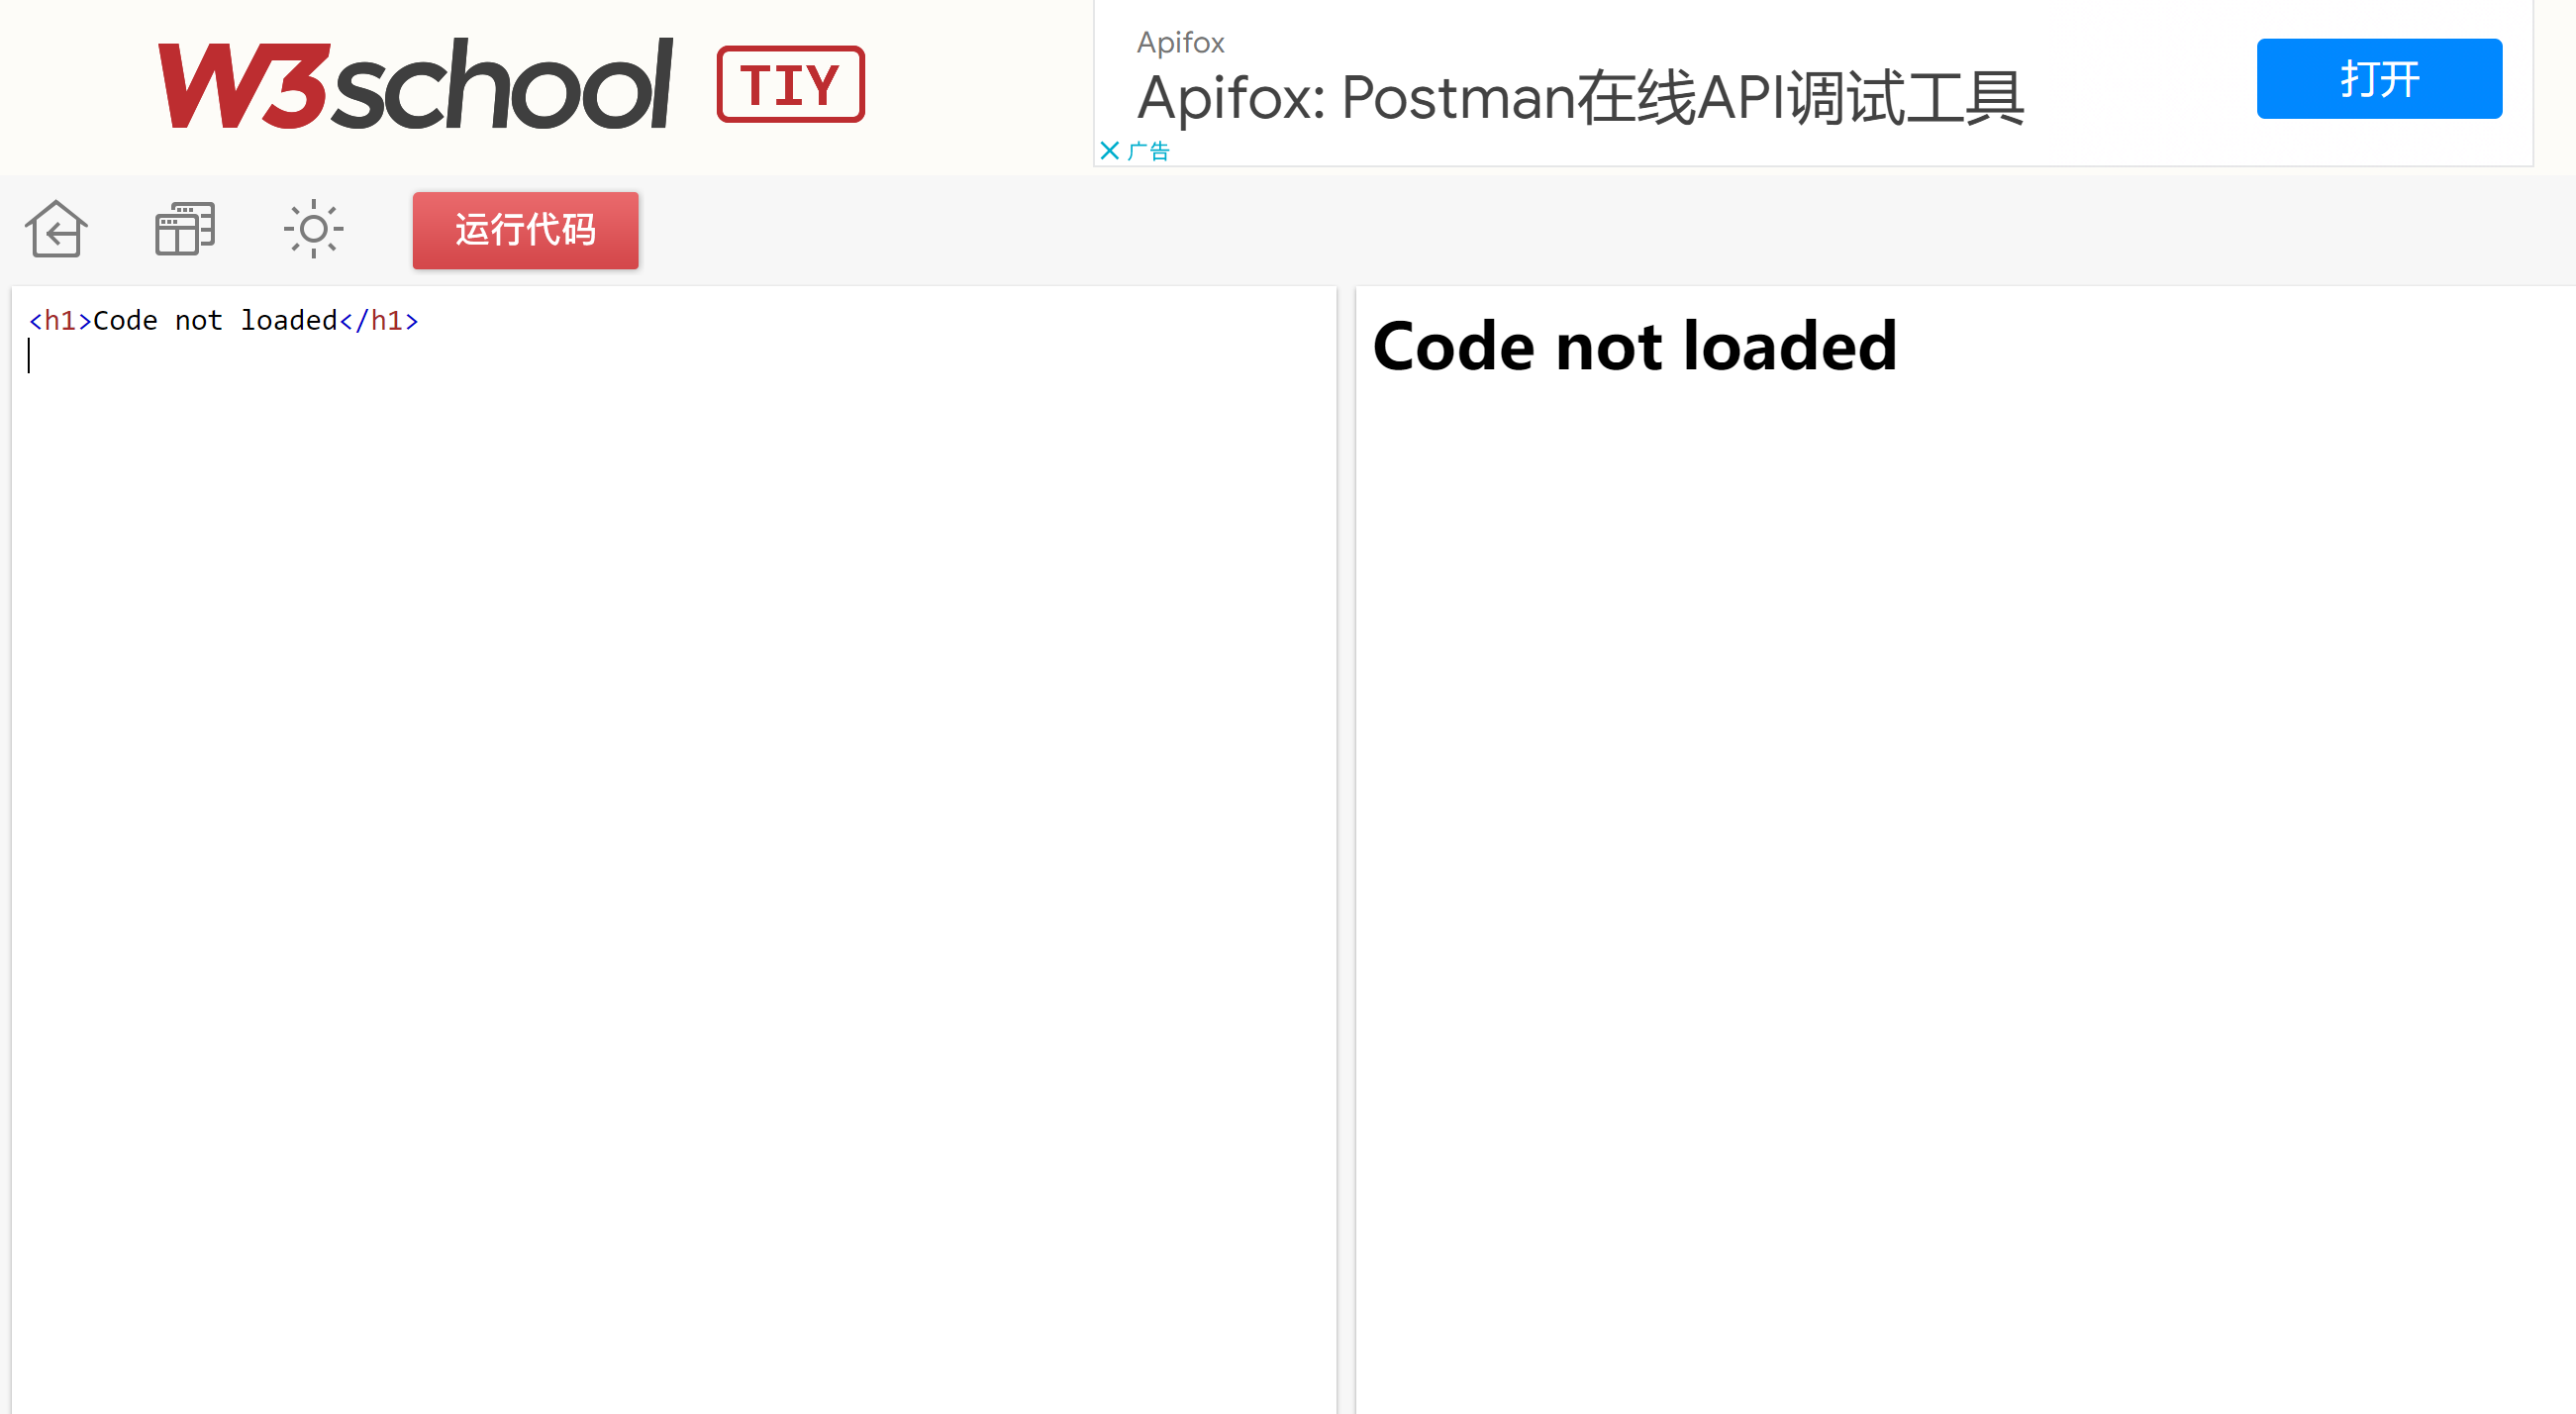 W3school TIY
Apifox
Apifox: Postman在线API调试工具
打开
广告
运行代码
<h1>Code not loaded</h1>
Code not loaded